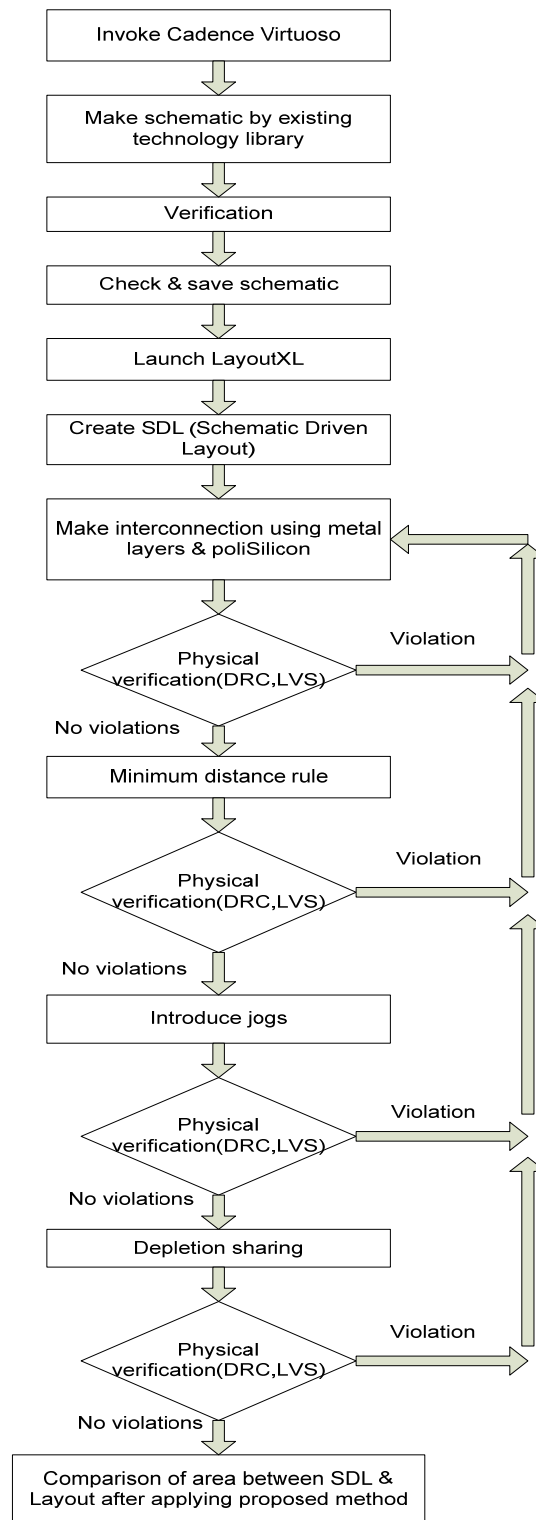 Invoke Cadence Virtuoso
Make schematic by existing
technology library
Verification
Check & save schematic
Launch LayoutXL
Create SDL (Schematic Driven
Layout)
Make interconnection using metal
layers & poliSilicon
Physical
verification(DRC,LVS)
Violation
No violations
Minimum distance rule
Physical
verification(DRC,LVS)
Violation
No violations
Introduce jogs
Physical
verification(DRC,LVS)
Violation
No violations
Depletion sharing
Physical
verification(DRC,LVS)
Violation
No violations
Comparison of area between SDL &
Layout after applying proposed method